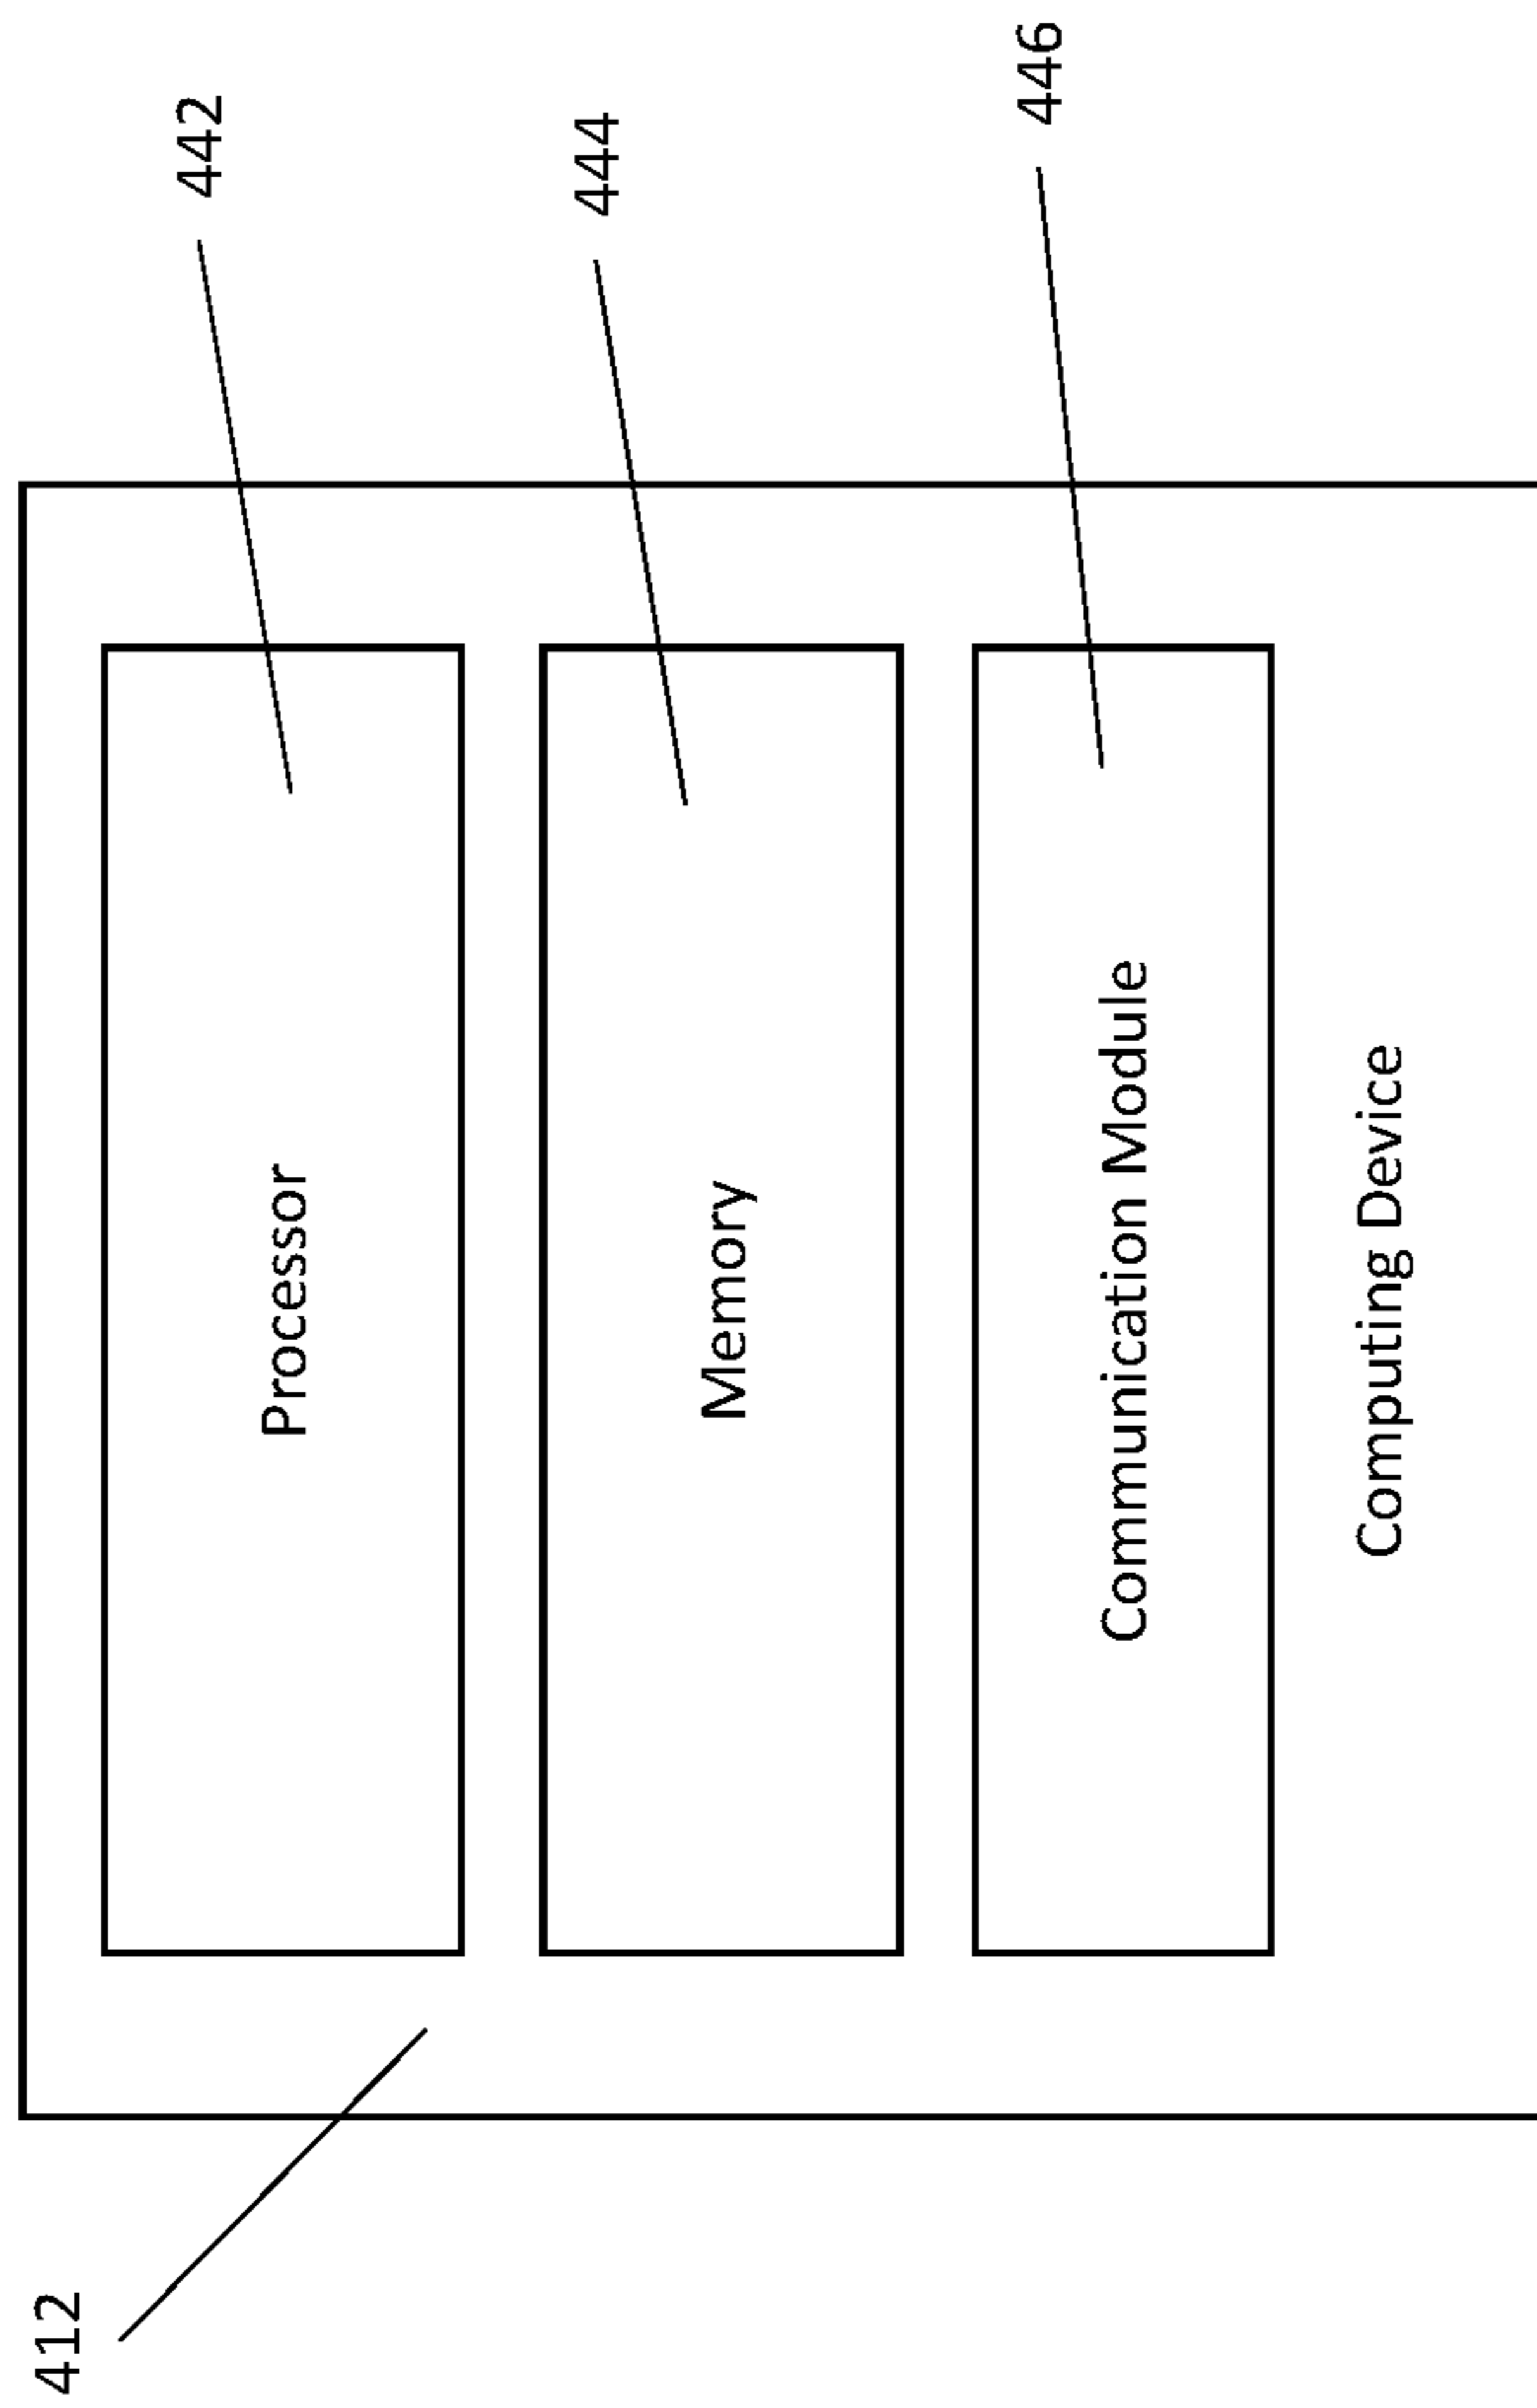 412
442
Processor
444
Memory
446
Communication Module
Computing Device